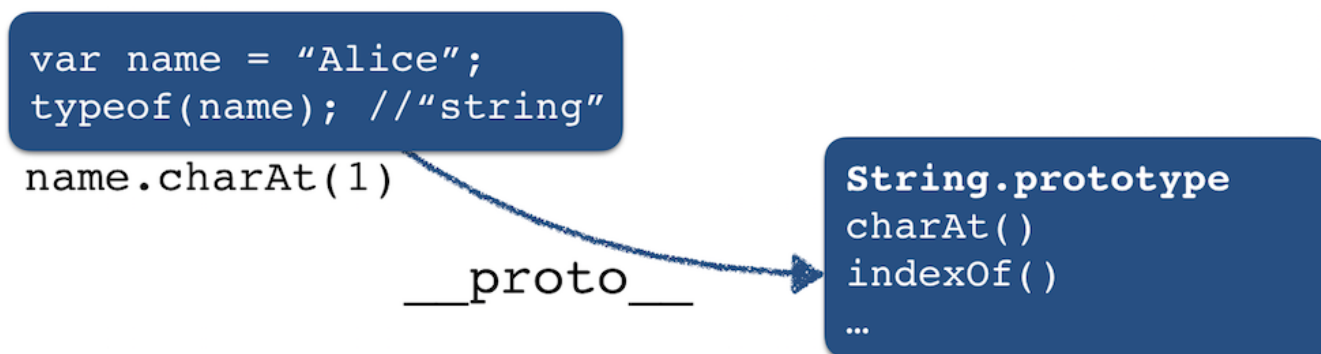 var name = “Alice”;
typeof(name); //“string”
name.charAt(1)
__proto__
String.prototype
charAt()
indexOf()
…